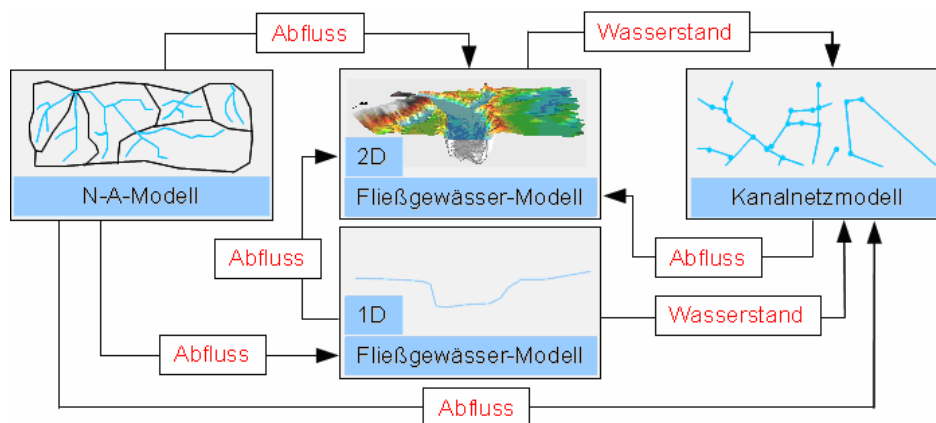 Abfluss
Wasserstand
N-A-Modell
2D
Fließgewässer-Modell
Kanalnetzmodell
Abfluss
Abfluss
1D
Fließgewässer-Modell
Wasserstand
Abfluss
Abfluss